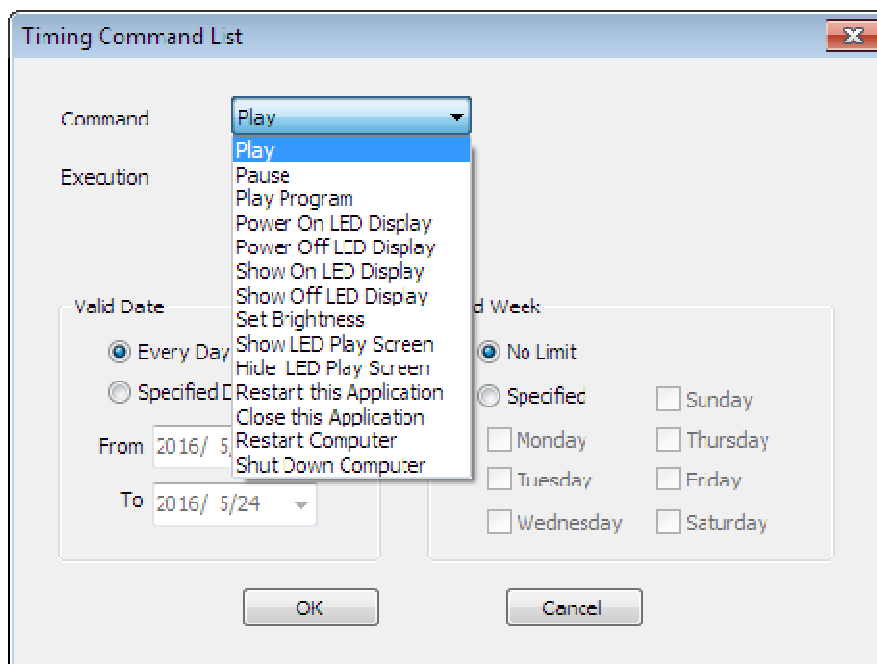 Timing Command List
Command
Play
Play
Pause
Execution
Play Program
Power On LED Display
Power Off LED Display
Show On LED Display
Show Off LED Display
Set Brightness
Show LED Play Screen
Hide LED Play Screen
Restart this Application
Close this Application
Restart Computer
Shut Down Computer
Valid Date
Every Day
Specified D
From 2016/ 5/
To 2016/ 5/24
d Week
No Limit
Specified
Sunday
Monday
Thursday
Tuesday
Friday
Wednesday
Saturday
OK
Cancel